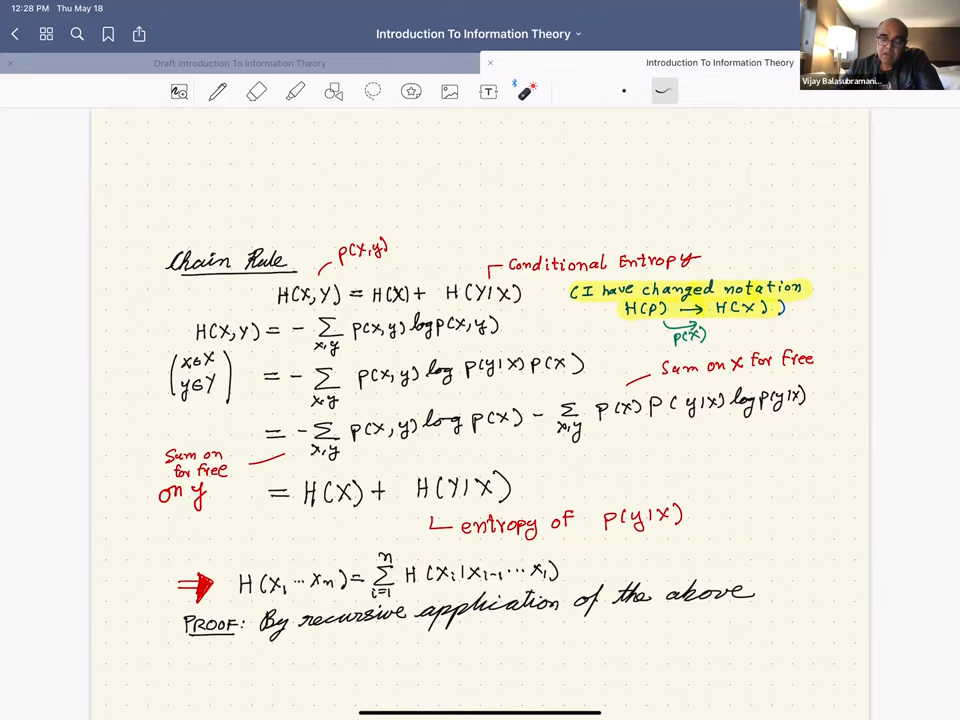 12:28 PM Thu May 18
Introduction To Information Theory
Draft Introduction To Information Theory
Introduction To Information Theory
Vijay Balasubramani...
Chain Rule
p(x,y)
Conditional Entropy
H(X,Y) = H(X) + H(Y|X)
(I have changed notation
H(p) → H(X).)
p(x)
H(X,Y) = - ∑x,y p(x,y) log p(x,y)
(x∈X
y∈Y)
= - ∑x,y p(x,y) log p(y|x) p(x)
Sum on x for free
= - ∑x,y p(x,y) log p(x) - ∑x,y p(x) p(y|x) log p(y|x)
Sum on
for free
on y
= H(X) + H(Y|X)
entropy of p(y|x)
⇒ H(x1 ... xn) = ∑i=1^n H(xi|xi-1 ... x1)
PROOF: By recursive application of the above